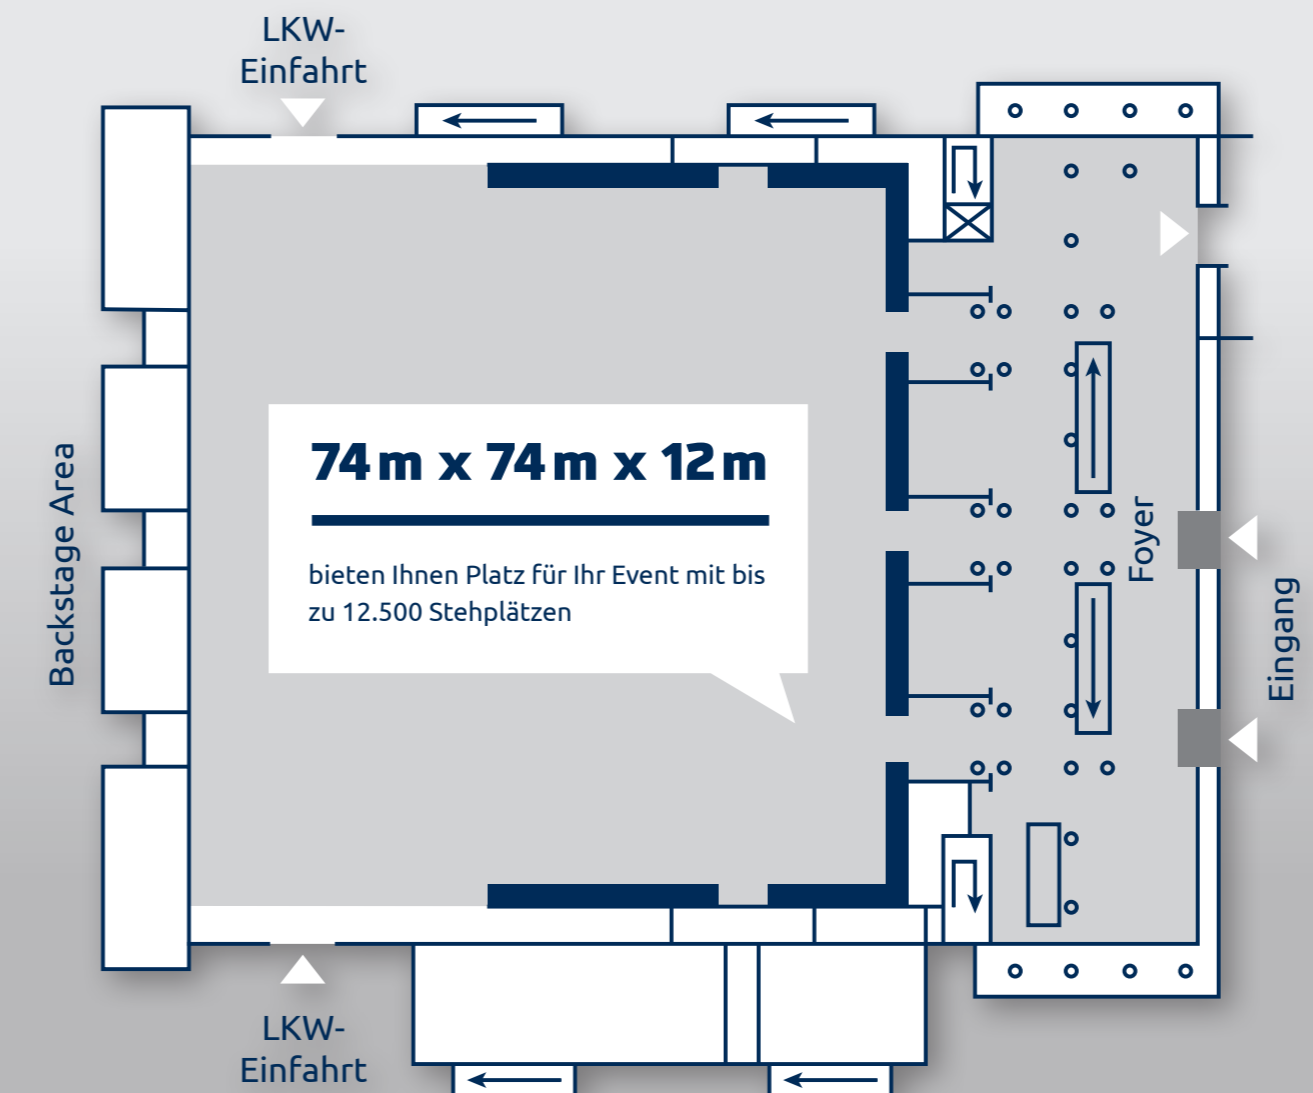 LKW-
Einfahrt
Backstage Area
74 m x 74 m x 12 m
bieten Ihnen Platz für Ihr Event mit bis
zu 12.500 Stehplätzen
Foyer
Eingang
LKW-
Einfahrt